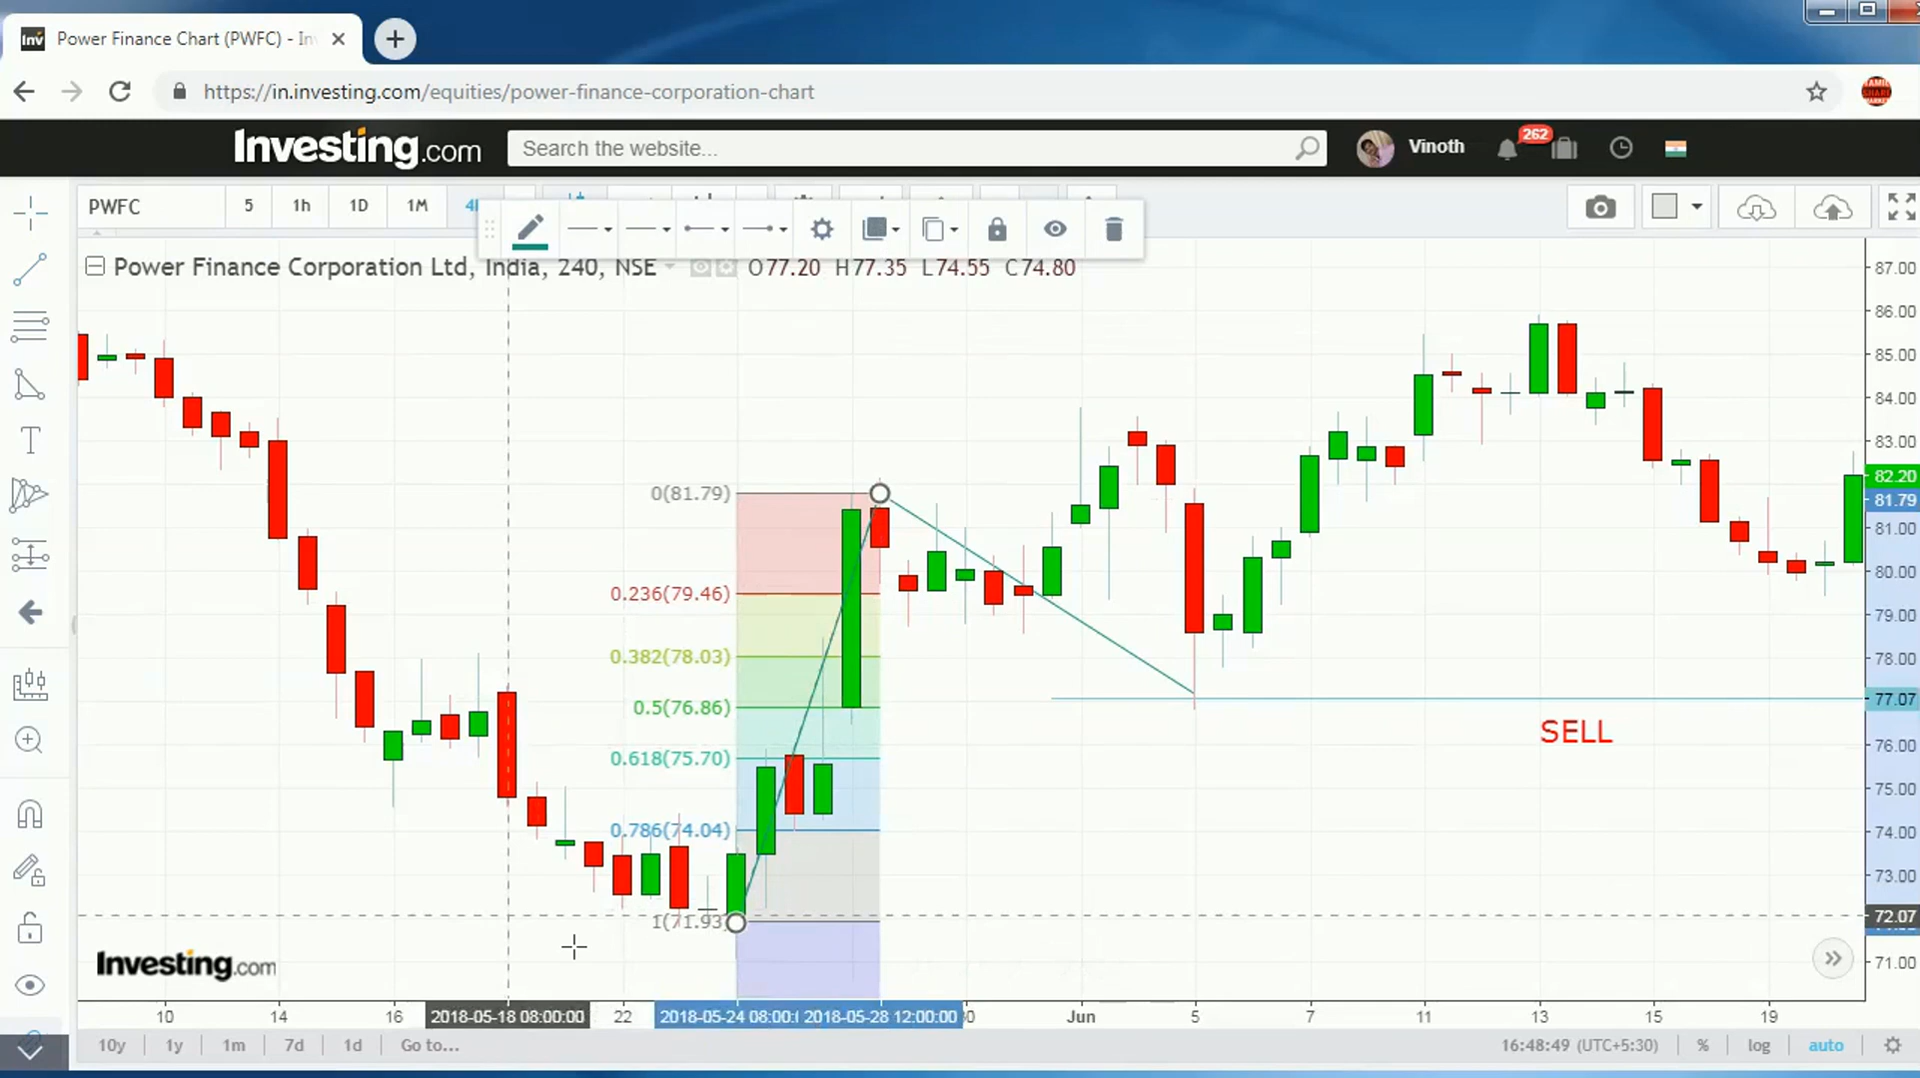 Inv Power Finance Chart (PWFC) - In
https://in.investing.com/equities/power-finance-corporation-chart
TAMIL SHARE MARKET
Investing.com
Search the website...
Vinoth
262
PWFC 5 1h 1D 1M
Power Finance Corporation Ltd, India, 240, NSE O77.20 H77.35 L74.55 C74.80
87.00
86.00
85.00
84.00
83.00
82.20
81.79
81.00
80.00
79.00
78.00
77.07
76.00
75.00
74.00
73.00
72.07
71.00
0(81.79)
0.236(79.46)
0.382(78.03)
0.5(76.86)
0.618(75.70)
0.786(74.04)
1(71.93)
SELL
Investing.com
10 14 16 2018-05-18 08:00:00 22 2018-05-24 08:00:0 2018-05-28 12:00:00 Jun 5 7 11 13 15 19
10y 1y 1m 7d 1d Go to... 16:48:49 (UTC+5:30) % log auto